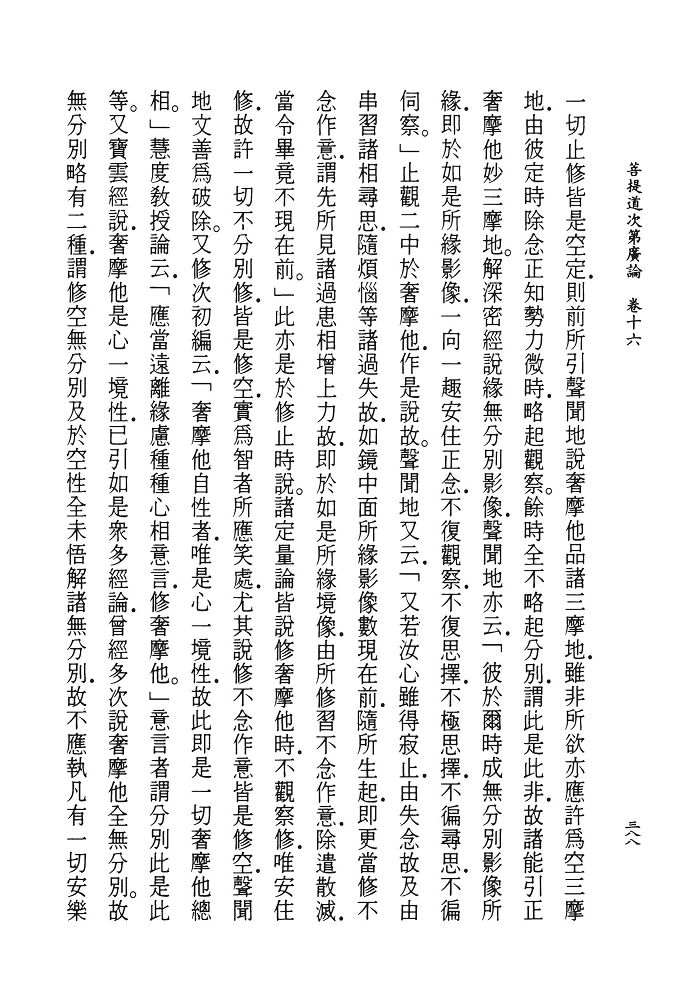 菩提道次第廣論　卷十六
三八八
一切止修皆是空定．則前所引聲聞地說奢摩他品諸三摩地．雖非所欲亦應許為空三摩
地．由彼定時除念正知勢力微時．略起觀察。餘時全不略起分別．謂此是此非．故諸能引正
奢摩他妙三摩地。解深密經說緣無分別影像．聲聞地亦云．「彼於爾時成無分別影像所
緣．即於如是所緣影像．一向一趣安住正念．不復觀察．不復思擇．不極思擇．不徧尋思．不徧
伺察。」止觀二中於奢摩他．作是說故。聲聞地又云．「又若汝心雖得寂止．由失念故及由
串習諸相尋思．隨煩惱等諸過失故．如鏡中面所緣影像數現在前．隨所生起．即更當修不
念作意．謂先所見諸過患相增上力故．即於如是所緣境像．由所修習不念作意．除遣散滅．
當令畢竟不現在前。」此亦是於修止時說。諸定量論皆說修奢摩他時．不觀察修．唯安住
修．故許一切不分別修．皆是修空．實為智者所應笑處．尤其說修不念作意皆是修空．聲聞
地文善為破除。又修次初編云．「奢摩他自性者．唯是心一境性．故此即是一切奢摩他總
相。」慧度教授論云．「應當遠離緣慮種種心相意言．修奢摩他。」意言者謂分別此是此
等。又寶雲經說．奢摩他是心一境性．已引如是眾多經論．曾經多次說奢摩他全無分別。故
無分別略有二種．謂修空無分別及於空性全未悟解諸無分別．故不應執凡有一切安樂